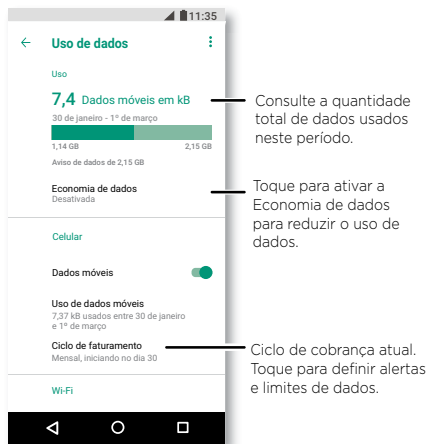 11:35
Uso de dados
Uso
7,4 Dados móveis em kB
30 de janeiro - 1º de março
1,14 GB 2,15 GB
Aviso de dados de 2,15 GB
Economia de dados
Desativada
Celular
Dados móveis
Uso de dados móveis
7,37 kB usados entre 30 de janeiro
e 1º de março
Ciclo de faturamento
Mensal, iniciando no dia 30
Wi-Fi
Consulte a quantidade
total de dados usados
neste período.
Toque para ativar a
Economia de dados
para reduzir o uso de
dados.
Ciclo de cobrança atual.
Toque para definir alertas
e limites de dados.